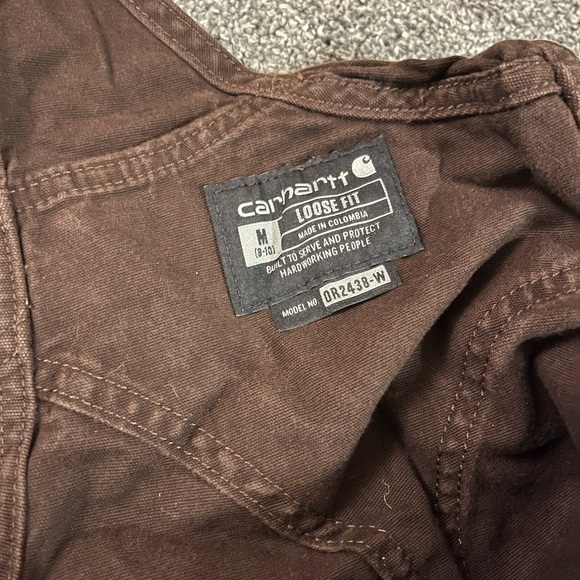 carhartt
M
(8-10)
LOOSE FIT
MADE IN COLOMBIA
BUILT TO SERVE AND PROTECT
HARDWORKING PEOPLE
MODEL NO. OR2438-W